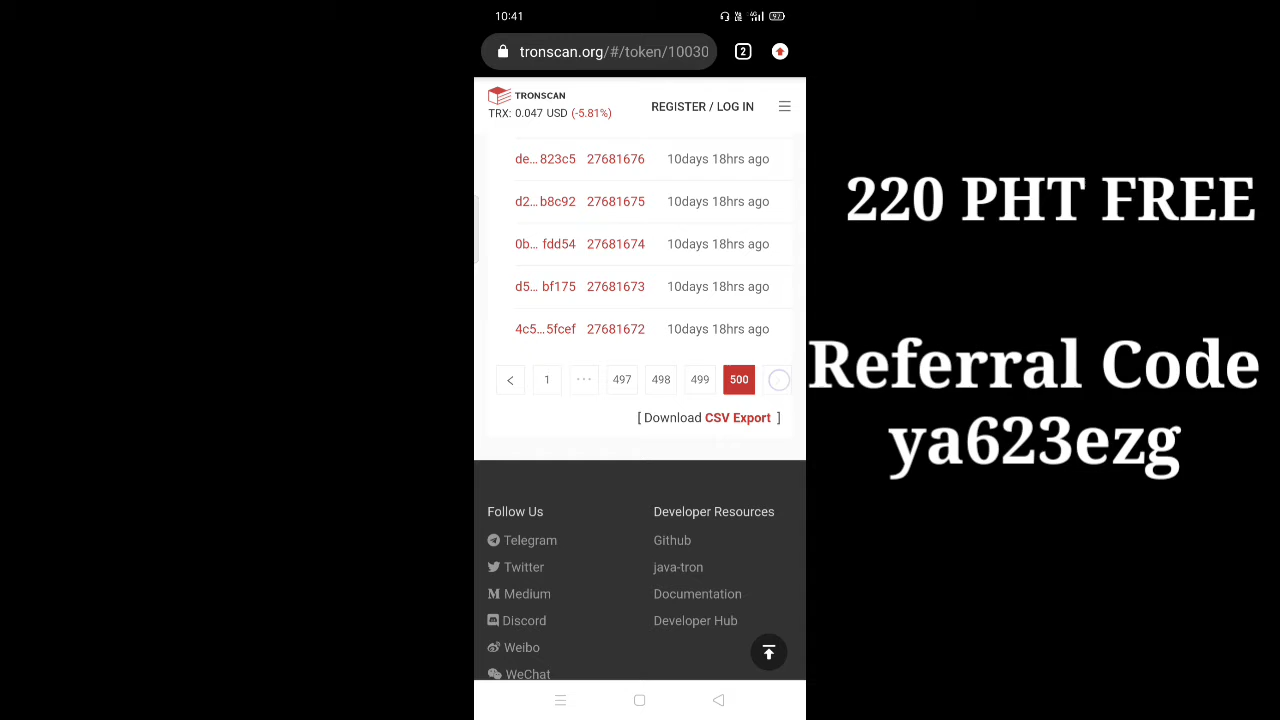 10:41
tronscan.org/#/token/10030
2
TRONSCAN
TRX: 0.047 USD (-5.81%)
REGISTER / LOG IN
de... 823c5 27681676 10days 18hrs ago
d2... b8c92 27681675 10days 18hrs ago
0b... fdd54 27681674 10days 18hrs ago
d5... bf175 27681673 10days 18hrs ago
4c5...5fcef 27681672 10days 18hrs ago
< 1 ••• 497 498 499 500
[ Download CSV Export ]
Follow Us
Telegram
Twitter
Medium
Discord
Weibo
WeChat
Developer Resources
Github
java-tron
Documentation
Developer Hub
220 PHT FREE
Referral Code
ya623ezg